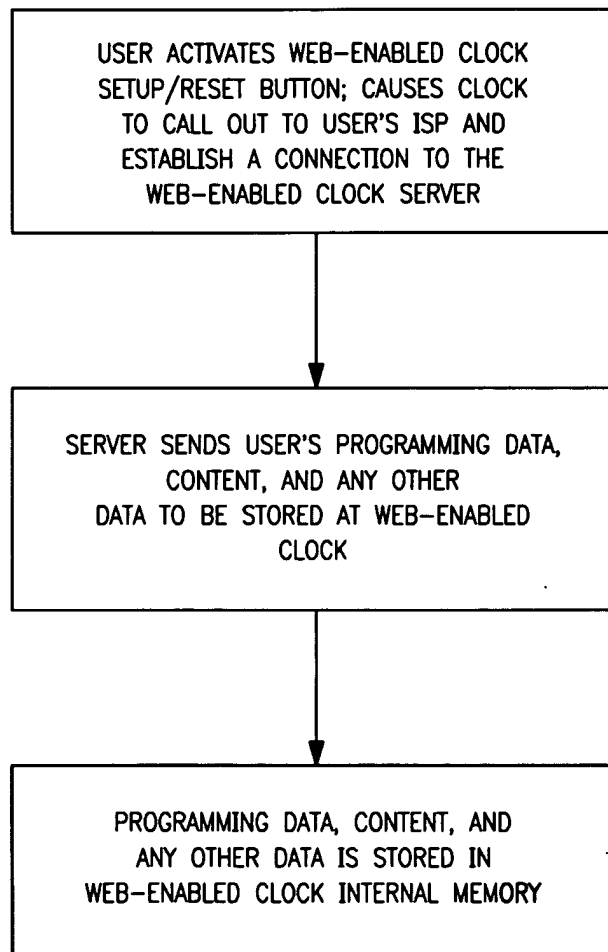 USER ACTIVATES WEB-ENABLED CLOCK
SETUP/RESET BUTTON; CAUSES CLOCK
TO CALL OUT TO USER'S ISP AND
ESTABLISH A CONNECTION TO THE
WEB-ENABLED CLOCK SERVER
SERVER SENDS USER'S PROGRAMMING DATA,
CONTENT, AND ANY OTHER
DATA TO BE STORED AT WEB-ENABLED
CLOCK
PROGRAMMING DATA, CONTENT, AND
ANY OTHER DATA IS STORED IN
WEB-ENABLED CLOCK INTERNAL MEMORY